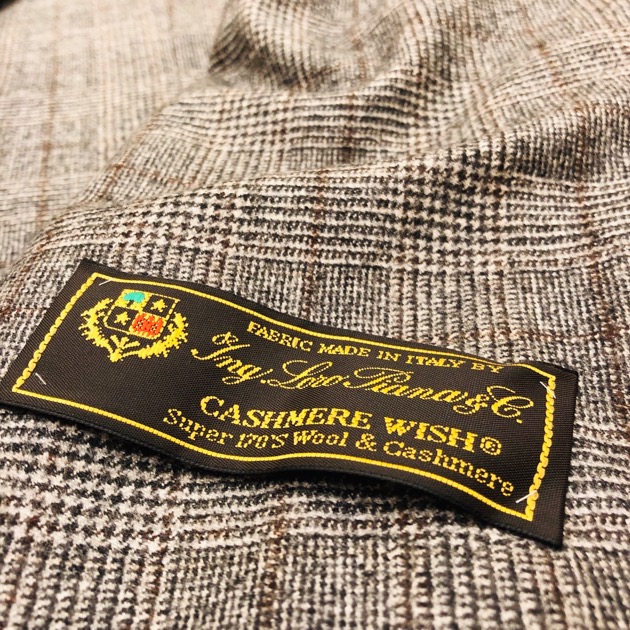 FABRIC MADE IN ITALY BY
Ing. Loro Piana & C.
CASHMERE WISH®
Super 170'S Wool & Cashmere